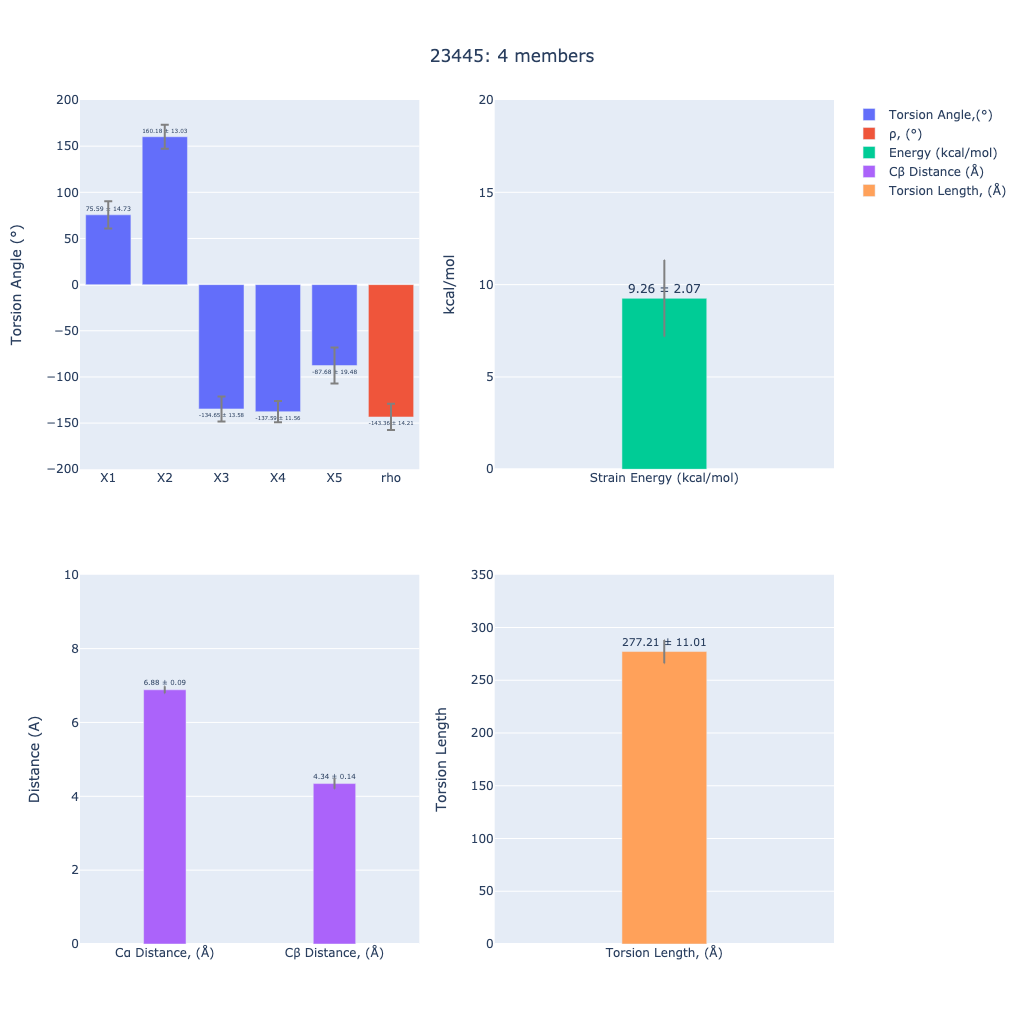 23445: 4 members
Torsion Angle (°)
200
150
100
50
0
−50
−100
−150
−200
75.59 ± 14.73
160.18 ± 13.03
-134.65 ± 13.58
-137.59 ± 11.56
-87.68 ± 19.48
-143.36 ± 14.21
X1 X2 X3 X4 X5 rho
kcal/mol
20
15
10
5
0
9.26 ± 2.07
Strain Energy (kcal/mol)
Torsion Angle,(°)
ρ, (°)
Energy (kcal/mol)
Cβ Distance (Å)
Torsion Length, (Å)
Distance (A)
10
8
6
4
2
0
6.88 ± 0.09
4.34 ± 0.14
Cα Distance, (Å) Cβ Distance, (Å)
Torsion Length
350
300
250
200
150
100
50
0
277.21 ± 11.01
Torsion Length, (Å)